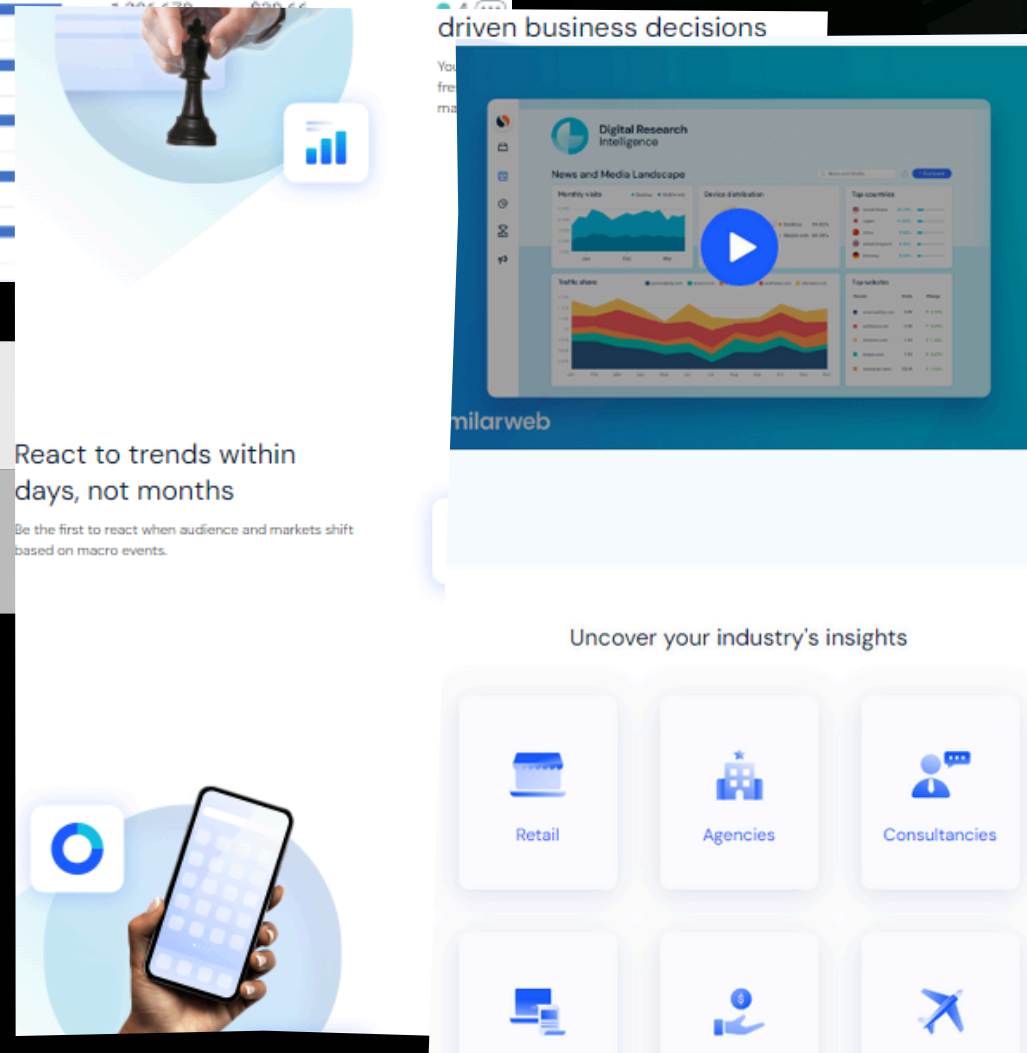 driven business decisions
React to trends within
days, not months
Be the first to react when audience and markets shift
based on macro events.
Digital Research
Intelligence
News and Media Landscape
Monthly visits
Device distribution
Top countries
Traffic share
Top websites
milarweb
Uncover your industry's insights
Retail
Agencies
Consultancies